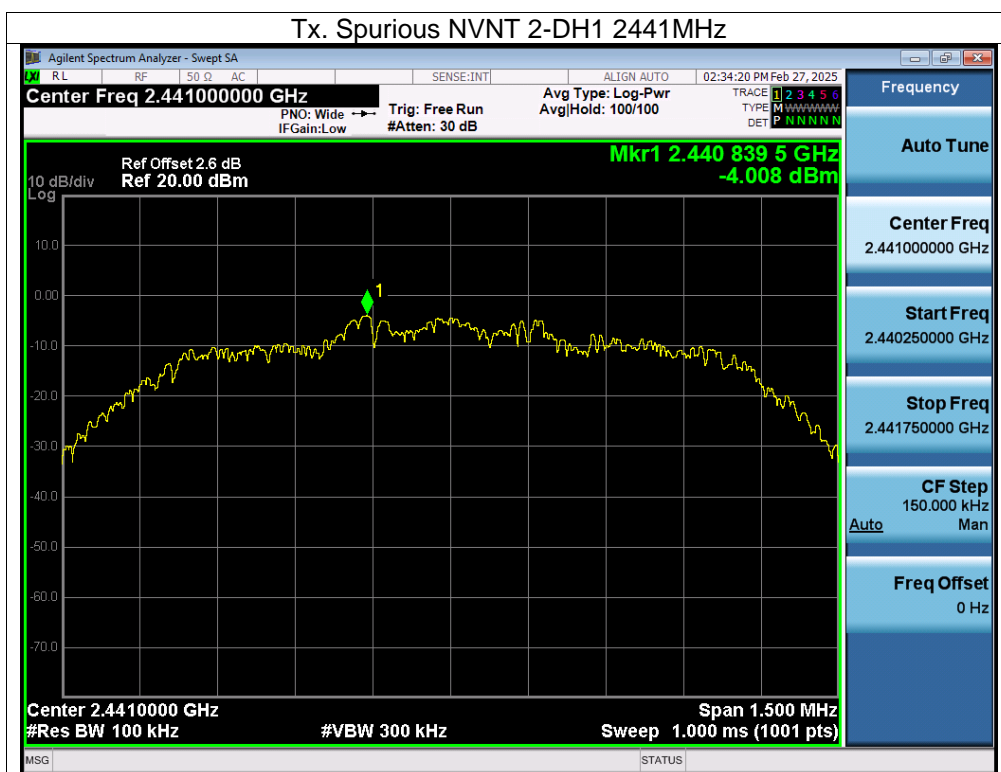 Tx. Spurious NVNT 2-DH1 2441MHz
Agilent Spectrum Analyzer - Swept SA
LXI RL RF 50 Ω AC SENSE:INT ALIGN AUTO 02:34:20 PM Feb 27, 2025
Center Freq 2.441000000 GHz
PNO: Wide
IFGain:Low
Trig: Free Run
#Atten: 30 dB
Avg Type: Log-Pwr
Avg|Hold: 100/100
TRACE 1 2 3 4 5 6
TYPE M WWWWW
DET P N N N N N
Ref Offset 2.6 dB
Ref 20.00 dBm
10 dB/div
Log
Mkr1 2.440 839 5 GHz
-4.008 dBm
1
10.0
0.00
-10.0
-20.0
-30.0
-40.0
-50.0
-60.0
-70.0
Center 2.4410000 GHz Span 1.500 MHz
#Res BW 100 kHz #VBW 300 kHz Sweep 1.000 ms (1001 pts)
MSG STATUS
Frequency
Auto Tune
Center Freq
2.441000000 GHz
Start Freq
2.440250000 GHz
Stop Freq
2.441750000 GHz
CF Step
150.000 kHz
Auto Man
Freq Offset
0 Hz